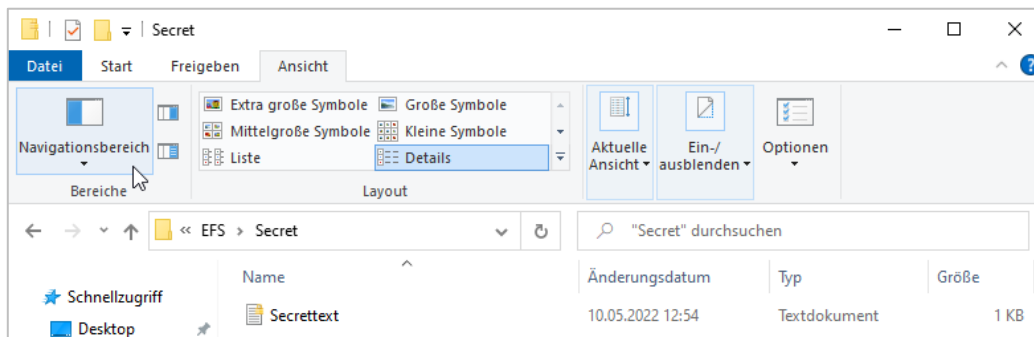 Secret
Datei Start Freigeben Ansicht
Extra große Symbole Große Symbole
Navigationsbereich Mittelgroße Symbole Kleine Symbole Aktuelle Ansicht Ein-/ausblenden Optionen
Liste Details
Bereiche Layout
« EFS > Secret "Secret" durchsuchen
Name Änderungsdatum Typ Größe
Schnellzugriff
Secrettext 10.05.2022 12:54 Textdokument 1 KB
Desktop